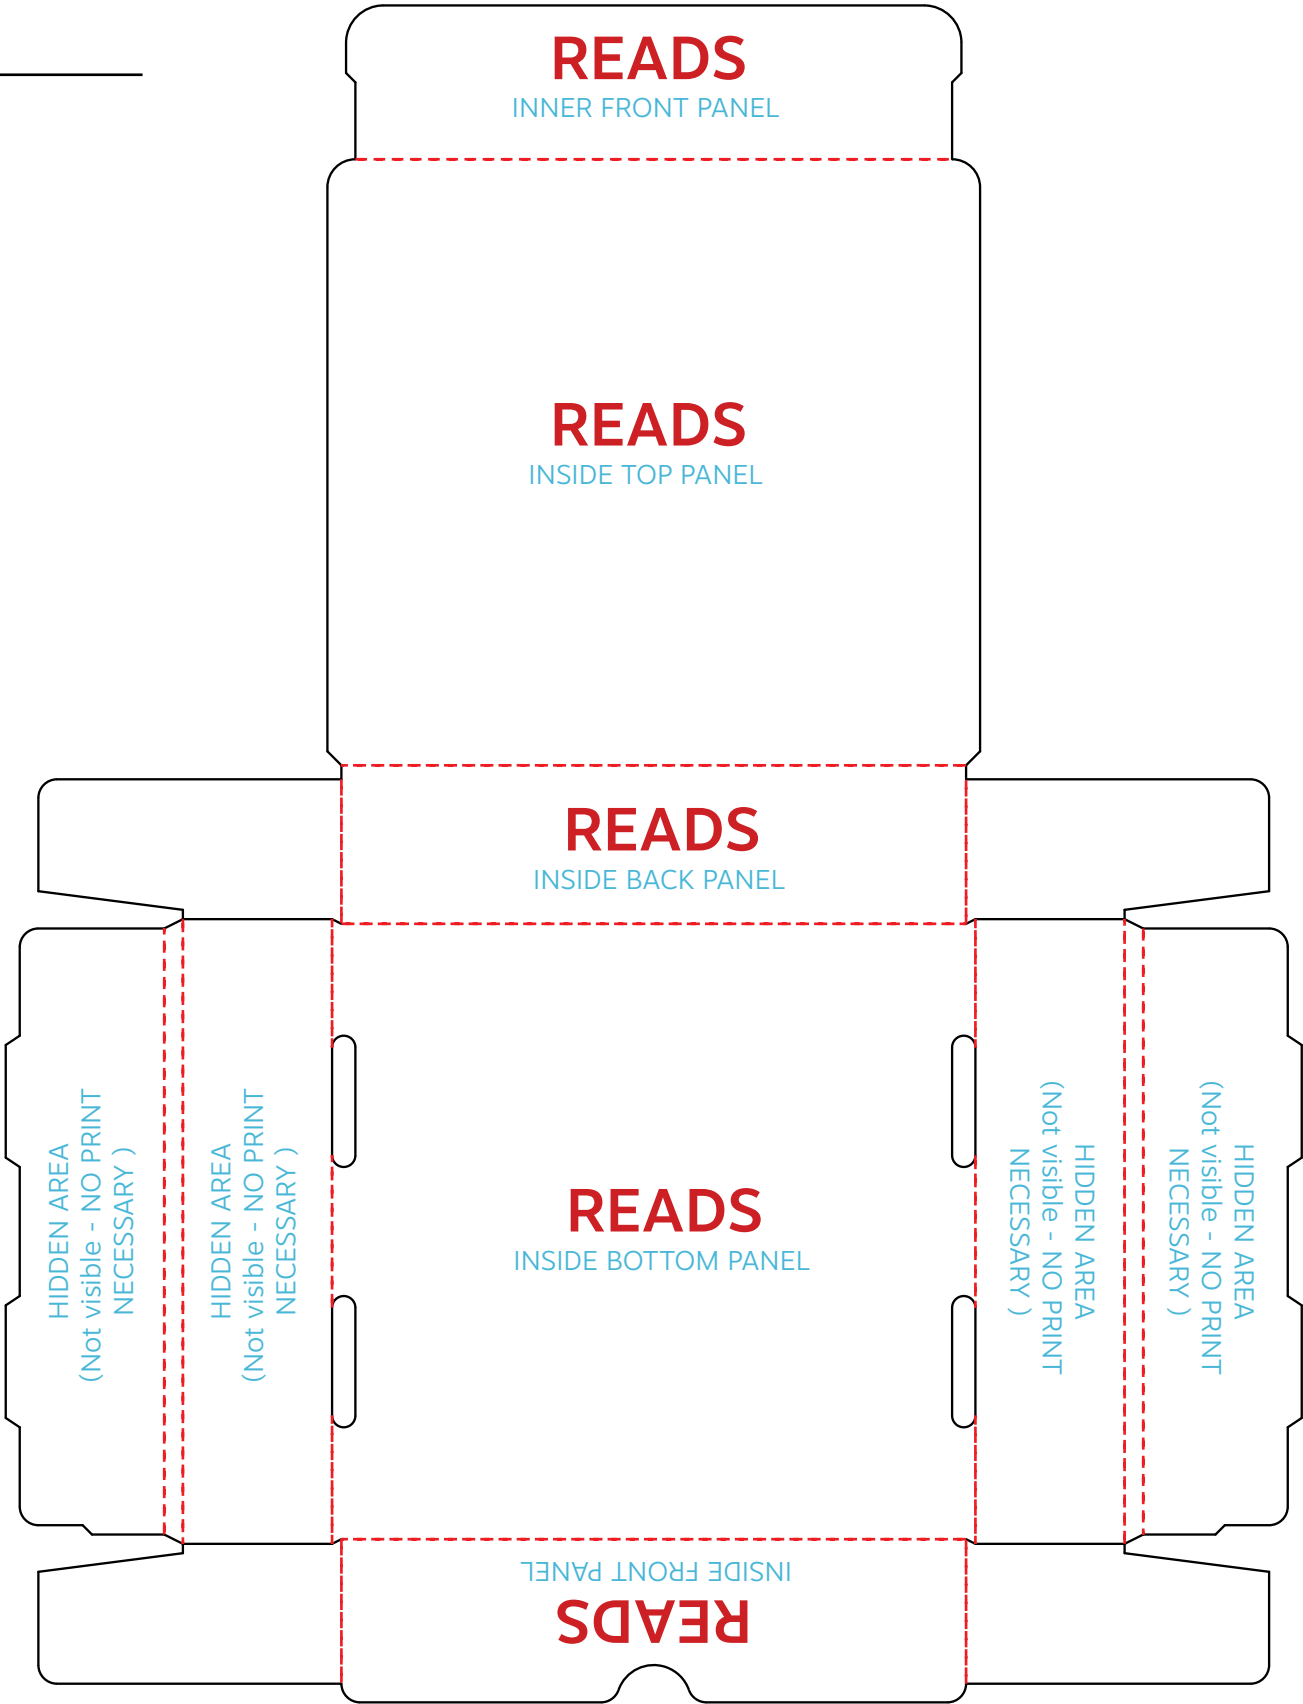 READS
INNER FRONT PANEL
READS
INSIDE TOP PANEL
READS
INSIDE BACK PANEL
HIDDEN AREA
(Not visible - NO PRINT
NECESSARY )
HIDDEN AREA
(Not visible - NO PRINT
NECESSARY )
READS
INSIDE BOTTOM PANEL
HIDDEN AREA
(Not visible - NO PRINT
NECESSARY )
HIDDEN AREA
(Not visible - NO PRINT
NECESSARY )
READS
INSIDE FRONT PANEL